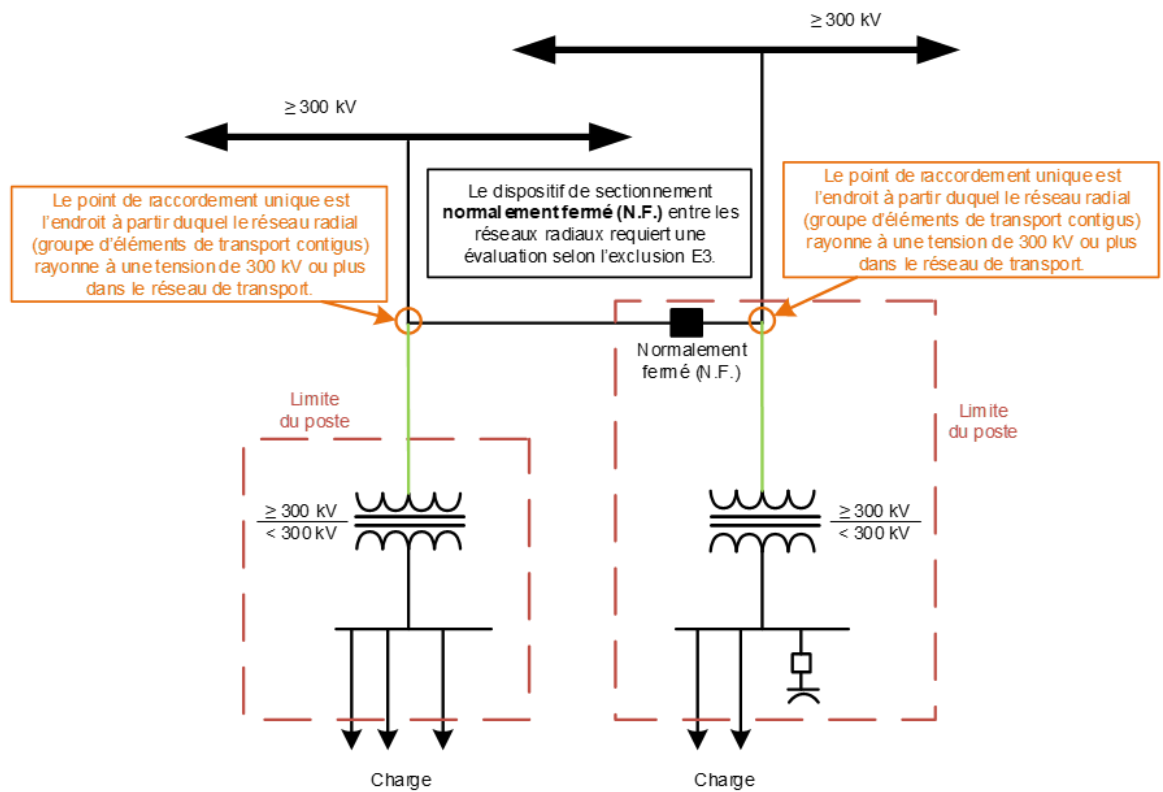 ≥ 300 kV
≥ 300 kV
Le point de raccordement unique est
l'endroit à partir duquel le réseau radial
(groupe d'éléments de transport contigus)
rayonne à une tension de 300 kV ou plus
dans le réseau de transport.
Le dispositif de sectionnement
normalement fermé (N.F.) entre les
réseaux radiaux requiert une
évaluation selon l'exclusion E3.
Le point de raccordement unique est
l'endroit à partir duquel le réseau radial
(groupe d'éléments de transport contigus)
rayonne à une tension de 300 kV ou plus
dans le réseau de transport.
Normalement
fermé (N.F.)
Limite
du poste
Limite
du poste
≥ 300 kV
< 300 kV
≥ 300 kV
< 300 kV
Charge
Charge